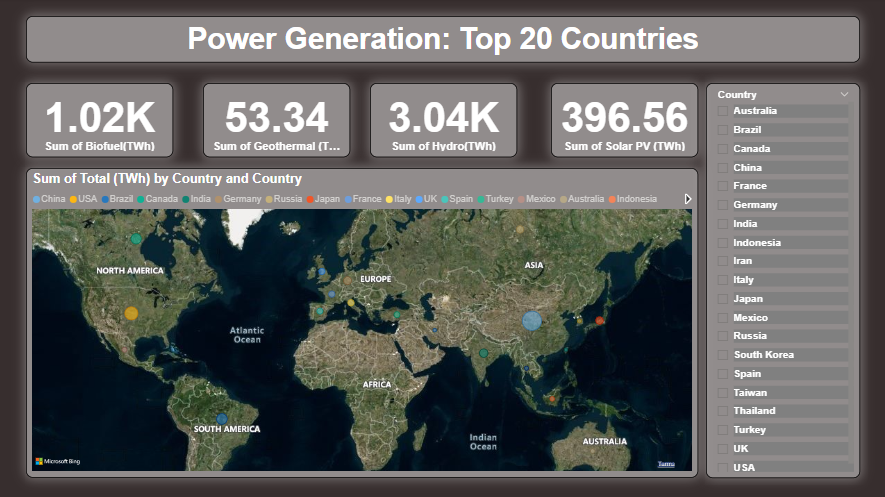 Power Generation: Top 20 Countries
1.02K
Sum of Biofuel(TWh)
53.34
Sum of Geothermal (T...
3.04K
Sum of Hydro(TWh)
396.56
Sum of Solar PV (TWh)
Sum of Total (TWh) by Country and Country
China USA Brazil Canada India Germany Russia Japan France Italy UK Spain Turkey Mexico Australia Indonesia
NORTH AMERICA
EUROPE
ASIA
Atlantic
Ocean
AFRICA
SOUTH AMERICA
Indian
Ocean
AUSTRALIA
Microsoft Bing
Terms
Country
Australia
Brazil
Canada
China
France
Germany
India
Indonesia
Iran
Italy
Japan
Mexico
Russia
South Korea
Spain
Taiwan
Thailand
Turkey
UK
USA